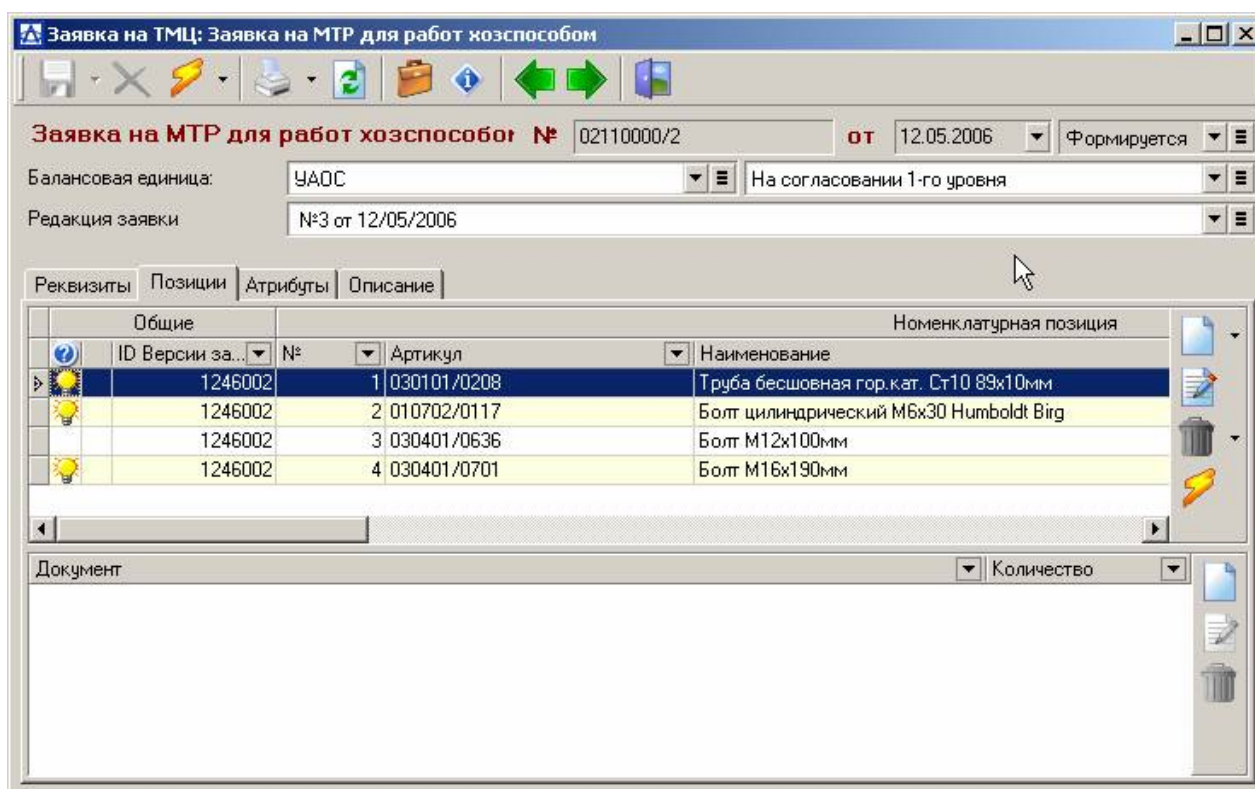 Заявка на ТМЦ: Заявка на МТР для работ хозспособом
Заявка на МТР для работ хозспособом № 02110000/2 от 12.05.2006 Формируется
Балансовая единица: УАОС На согласовании 1-го уровня
Редакция заявки №3 от 12/05/2006
Реквизиты Позиции Атрибуты Описание
Общие Номенклатурная позиция
ID Версии за... № Артикул Наименование
1246002 1 030101/0208 Труба бесшовная гор.кат. Ст10 89х10мм
1246002 2 010702/0117 Болт цилиндрический М6х30 Humboldt Birg
1246002 3 030401/0636 Болт М12х100мм
1246002 4 030401/0701 Болт М16х190мм
Документ Количество